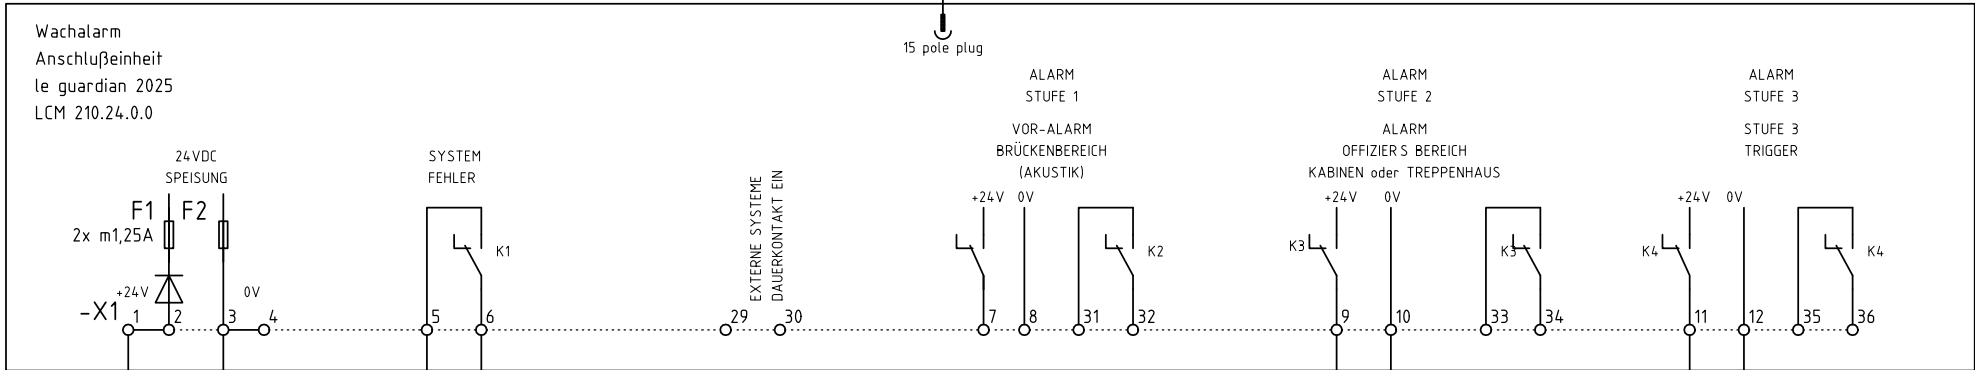 Wachalarm
Anschlußeinheit
le guardian 2025
LCM 210.24.0.0
15 pole plug
24VDC
SPEISUNG
F1 F2
2x m1,25A
+24V
0V
-X1
SYSTEM
FEHLER
K1
EXTERNE SYSTEME
DAUERKONTAKT EIN
ALARM
STUFE 1
VOR-ALARM
BRÜCKENBEREICH
(AKUSTIK)
+24V 0V
K2
ALARM
STUFE 2
ALARM
OFFIZIERS BEREICH
KABINEN oder TREPPENHAUS
+24V 0V
K3
K3
ALARM
STUFE 3
STUFE 3
TRIGGER
+24V 0V
K4
K4
1 2 3 4 5 6 29 30 7 8 31 32 9 10 33 34 11 12 35 36